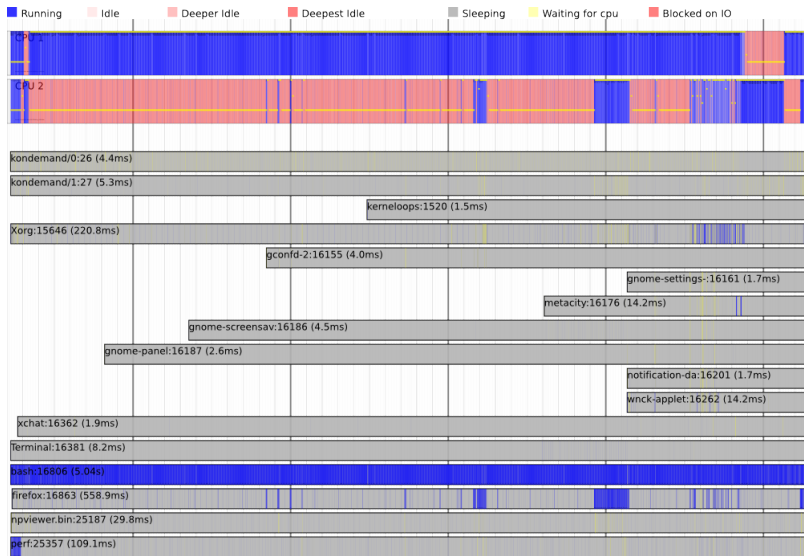 Running Idle Deeper Idle Deepest Idle Sleeping Waiting for cpu Blocked on IO
CPU 1
CPU 2
kondemand/0:26 (4.4ms)
kondemand/1:27 (5.3ms)
kerneloops:1520 (1.5ms)
Xorg:15646 (220.8ms)
gconfd-2:16155 (4.0ms)
gnome-settings-:16161 (1.7ms)
metacity:16176 (14.2ms)
gnome-screensav:16186 (4.5ms)
gnome-panel:16187 (2.6ms)
notification-da:16201 (1.7ms)
wnck-applet:16262 (14.2ms)
xchat:16362 (1.9ms)
Terminal:16381 (8.2ms)
bash:16806 (5.04s)
firefox:16863 (558.9ms)
npviewer.bin:25187 (29.8ms)
perf:25357 (109.1ms)